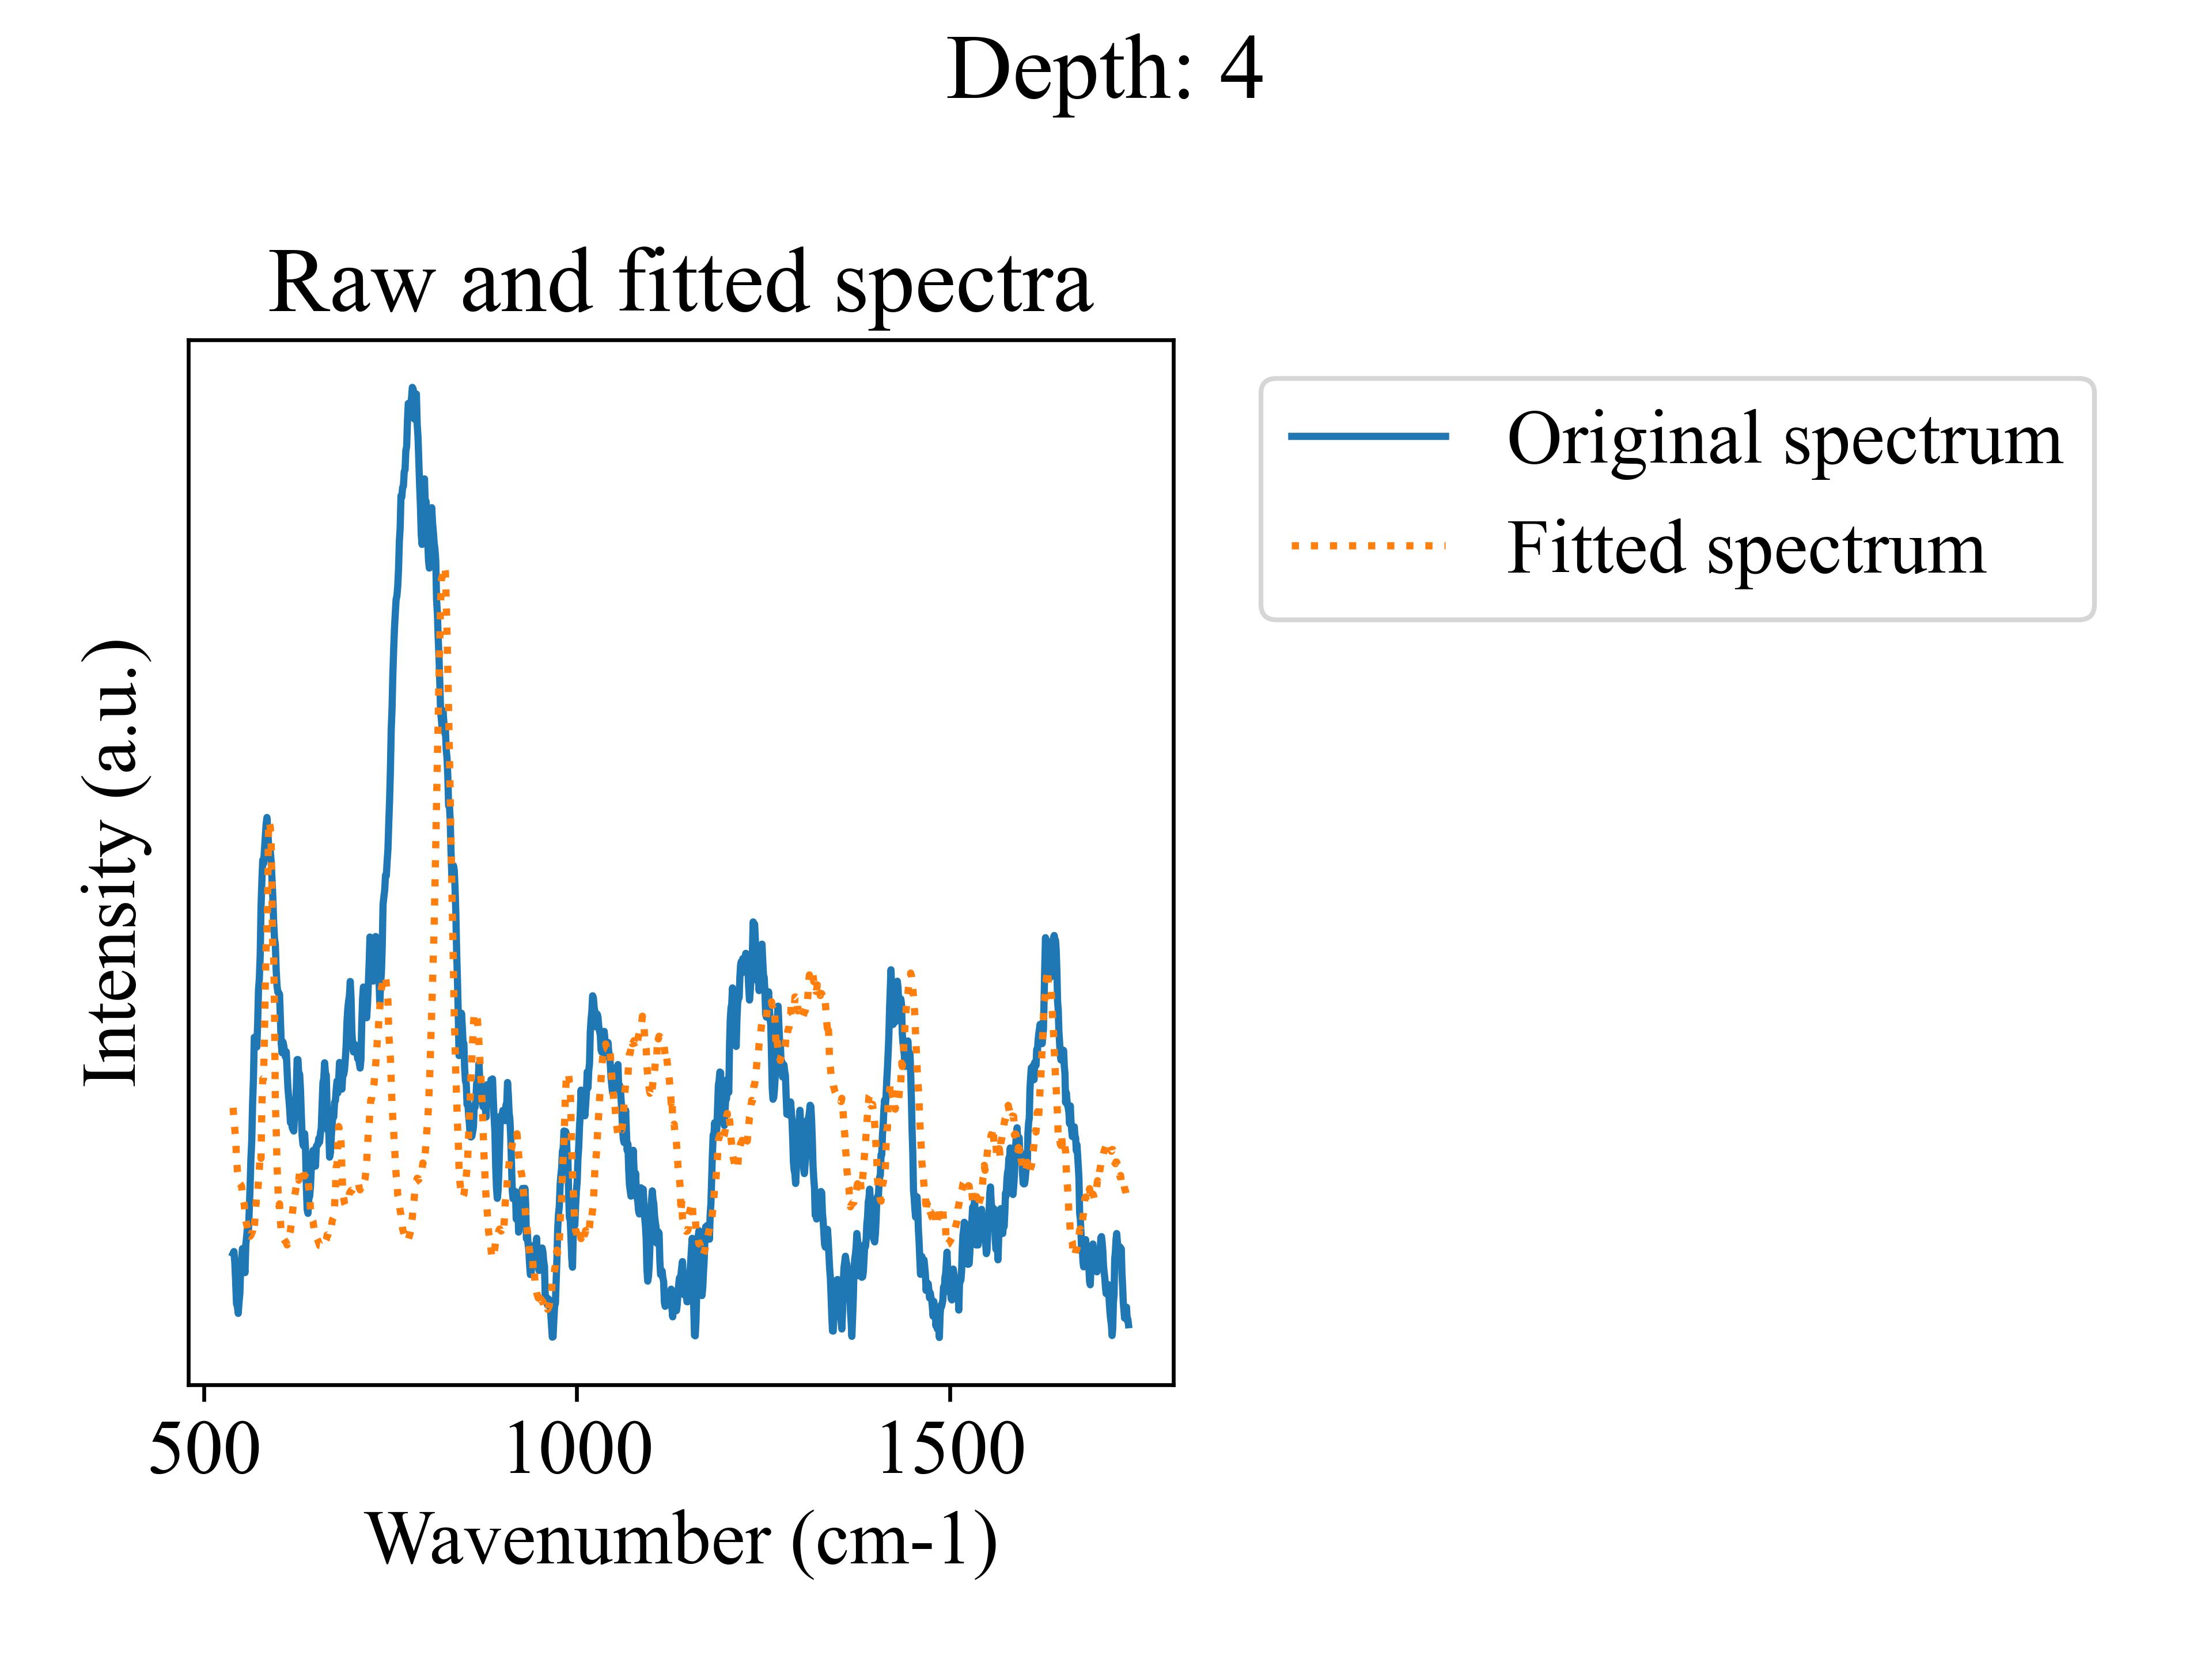 Depth: 4
Raw and fitted spectra
Original spectrum
Fitted spectrum
Intensity (a.u.)
500 1000 1500
Wavenumber (cm-1)